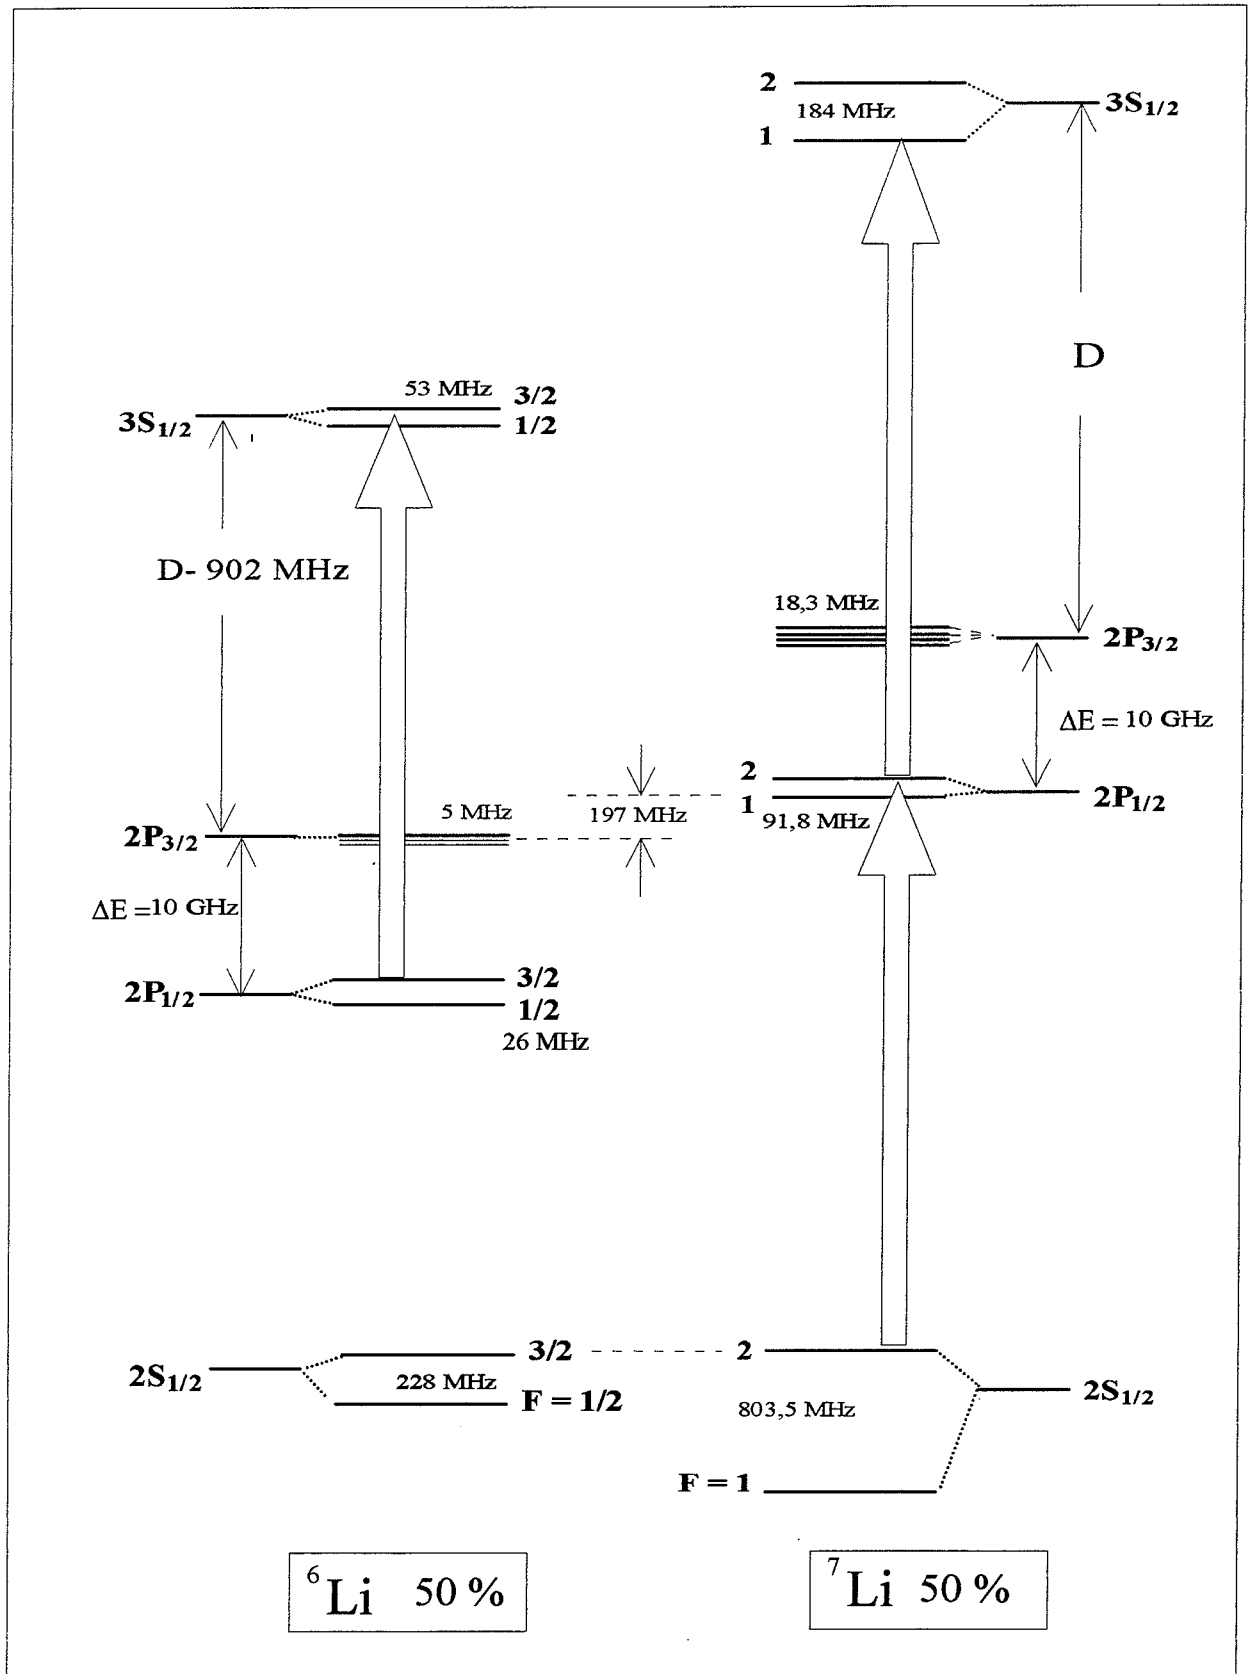 2
184 MHz
1
3S1/2
D
53 MHz
3/2
1/2
3S1/2
D- 902 MHz
18,3 MHz
2P3/2
ΔE = 10 GHz
2
1
91,8 MHz
2P1/2
197 MHz
5 MHz
2P3/2
ΔE =10 GHz
2P1/2
3/2
1/2
26 MHz
2S1/2
3/2
228 MHz
F = 1/2
2
803,5 MHz
2S1/2
F = 1
6Li 50 %
7Li 50 %